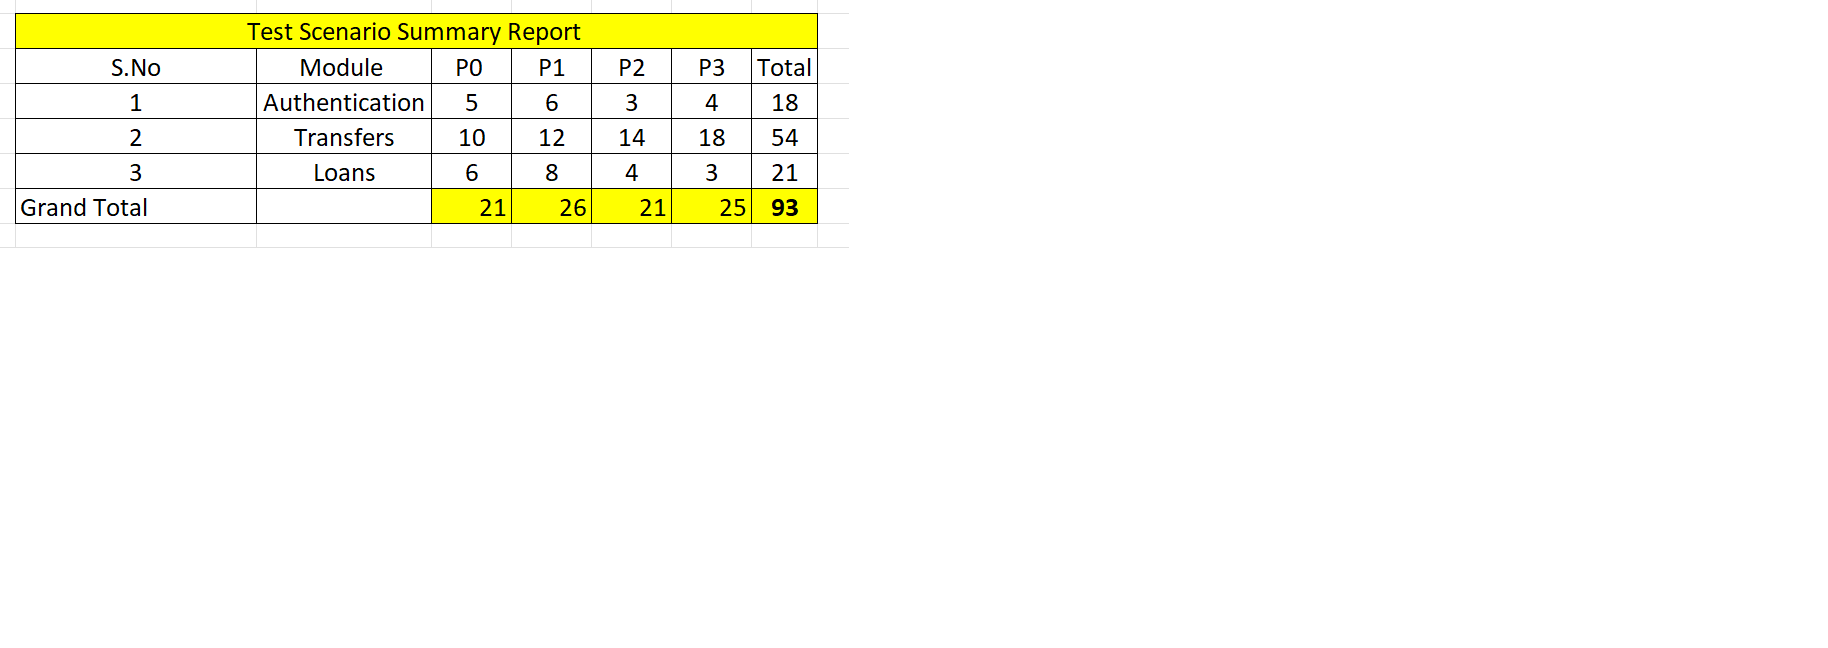 Test Scenario Summary Report
S.No Module P0 P1 P2 P3 Total
1 Authentication 5 6 3 4 18
2 Transfers 10 12 14 18 54
3 Loans 6 8 4 3 21
Grand Total 21 26 21 25 93